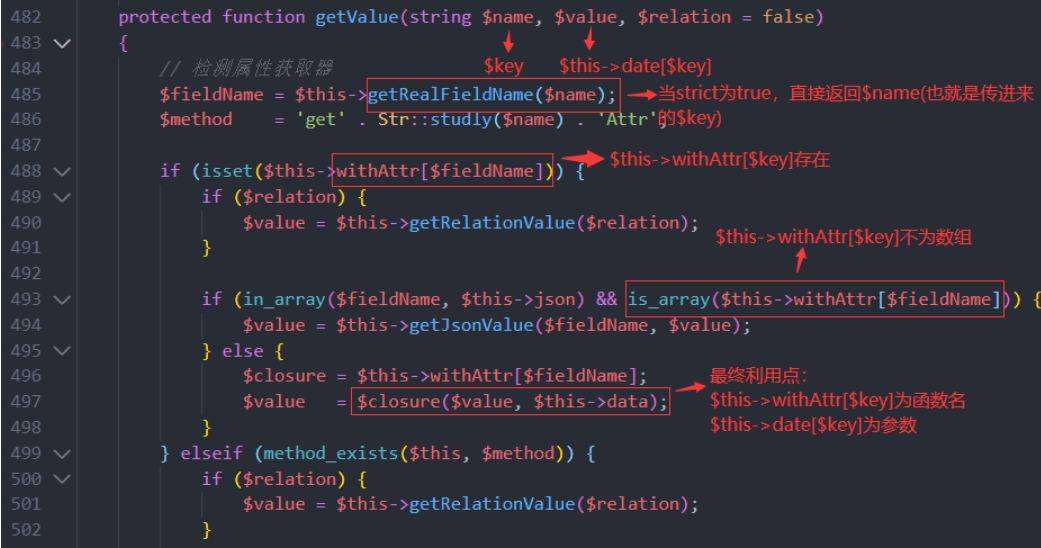 482 protected function getValue(string $name, $value, $relation = false)
483 {
484 // 检测属性获取器 $key $this->date[$key]
485 $fieldName = $this->getRealFieldName($name); 当strict为true，直接返回$name(也就是传进来
486 $method = 'get' . Str::studly($name) . 'Attr'; 的$key)
487
488 if (isset($this->withAttr[$fieldName])) { $this->withAttr[$key]存在
489 if ($relation) {
490 $value = $this->getRelationValue($relation);
491 } $this->withAttr[$key]不为数组
492
493 if (in_array($fieldName, $this->json) && is_array($this->withAttr[$fieldName])) {
494 $value = $this->getJsonValue($fieldName, $value);
495 } else {
496 $closure = $this->withAttr[$fieldName]; 最终利用点：
497 $value = $closure($value, $this->data); $this->withAttr[$key]为函数名
498 } $this->date[$key]为参数
499 } elseif (method_exists($this, $method)) {
500 if ($relation) {
501 $value = $this->getRelationValue($relation);
502 }